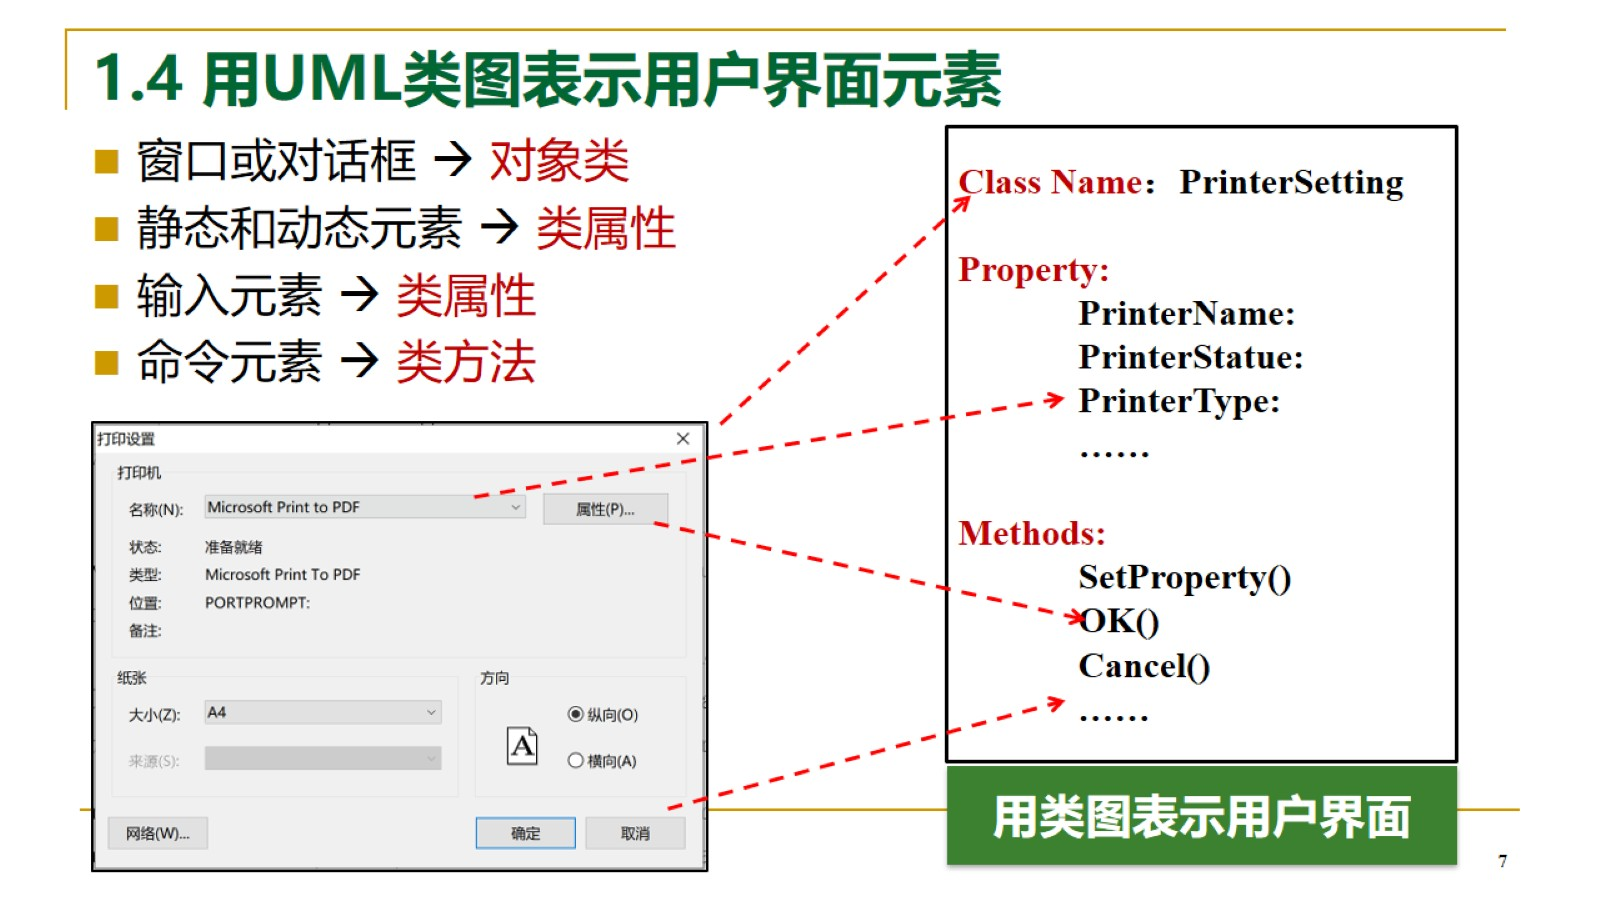 1.4 用UML类图表示用户界面元素
窗口或对话框 → 对象类
静态和动态元素 → 类属性
输入元素 → 类属性
命令元素 → 类方法
打印设置
打印机
名称(N): Microsoft Print to PDF 属性(P)...
状态: 准备就绪
类型: Microsoft Print To PDF
位置: PORTPROMPT:
备注:
纸张
大小(Z): A4
来源(S):
方向
A
纵向(O)
横向(A)
网络(W)... 确定 取消
Class Name：PrinterSetting
Property:
PrinterName:
PrinterStatue:
PrinterType:
……
Methods:
SetProperty()
OK()
Cancel()
……
用类图表示用户界面
7